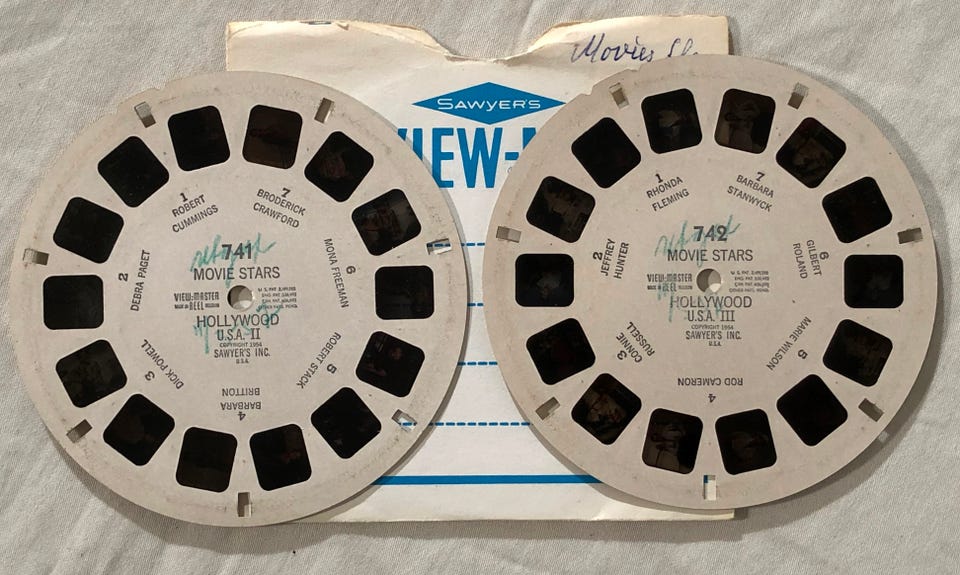 Movies
SAWYER'S
VIEW-M
1
ROBERT
CUMMINGS
7
BRODERICK
CRAWFORD
2
DEBRA PAGET
6
MONA FREEMAN
3
DICK POWELL
5
ROBERT STACK
4
BARBARA
BRITTON
741
MOVIE STARS
VIEW-MASTER
REEL
HOLLYWOOD
U.S.A. II
COPYRIGHT 1954
SAWYER'S INC.
U.S.A.
1
RHONDA
FLEMING
7
BARBARA
STANWYCK
2
JEFFREY
HUNTER
6
GILBERT
ROLAND
3
CONNIE
RUSSELL
5
MARIE WILSON
4
ROD CAMERON
742
MOVIE STARS
VIEW-MASTER
REEL
HOLLYWOOD
U.S.A. III
COPYRIGHT 1954
SAWYER'S INC.
U.S.A.